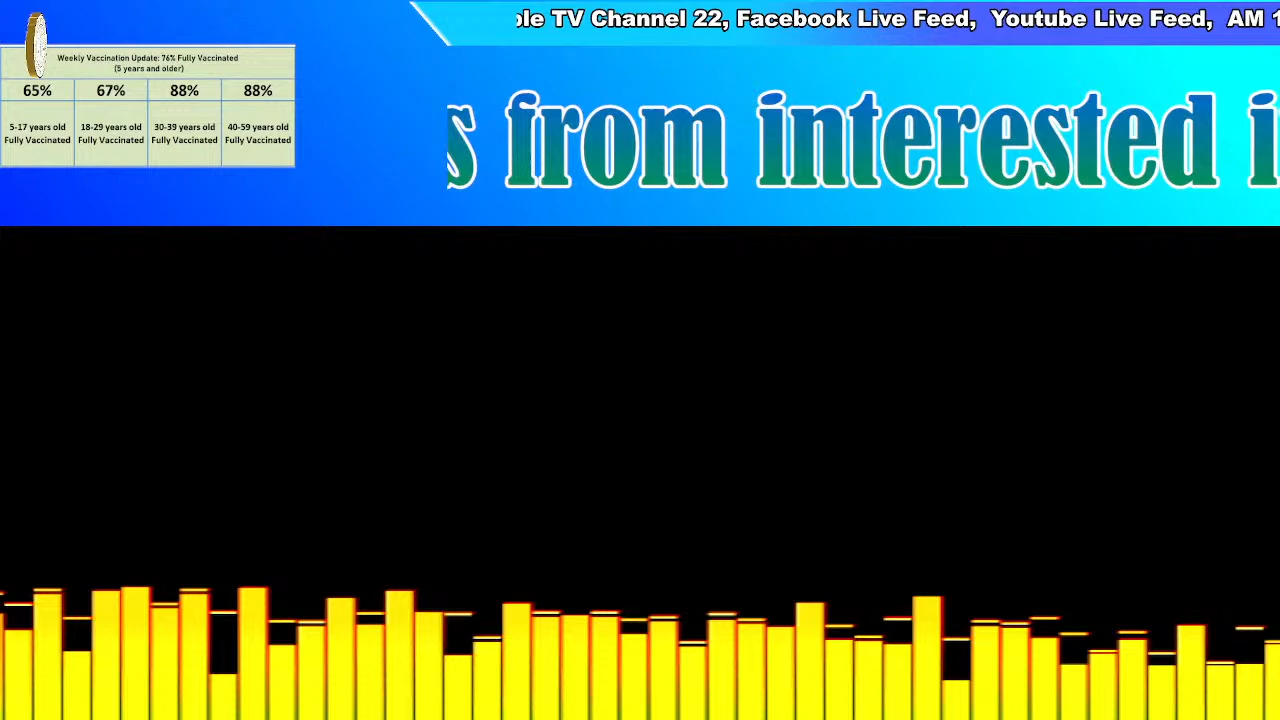 TV Channel 22, Facebook Live Feed, Youtube Live Feed, AM
Weekly Vaccination Update: 76% Fully Vaccinated
(5 years and older)
65% 67% 88% 88%
5-17 years old 18-29 years old 30-39 years old 40-59 years old
Fully Vaccinated Fully Vaccinated Fully Vaccinated Fully Vaccinated
from interested